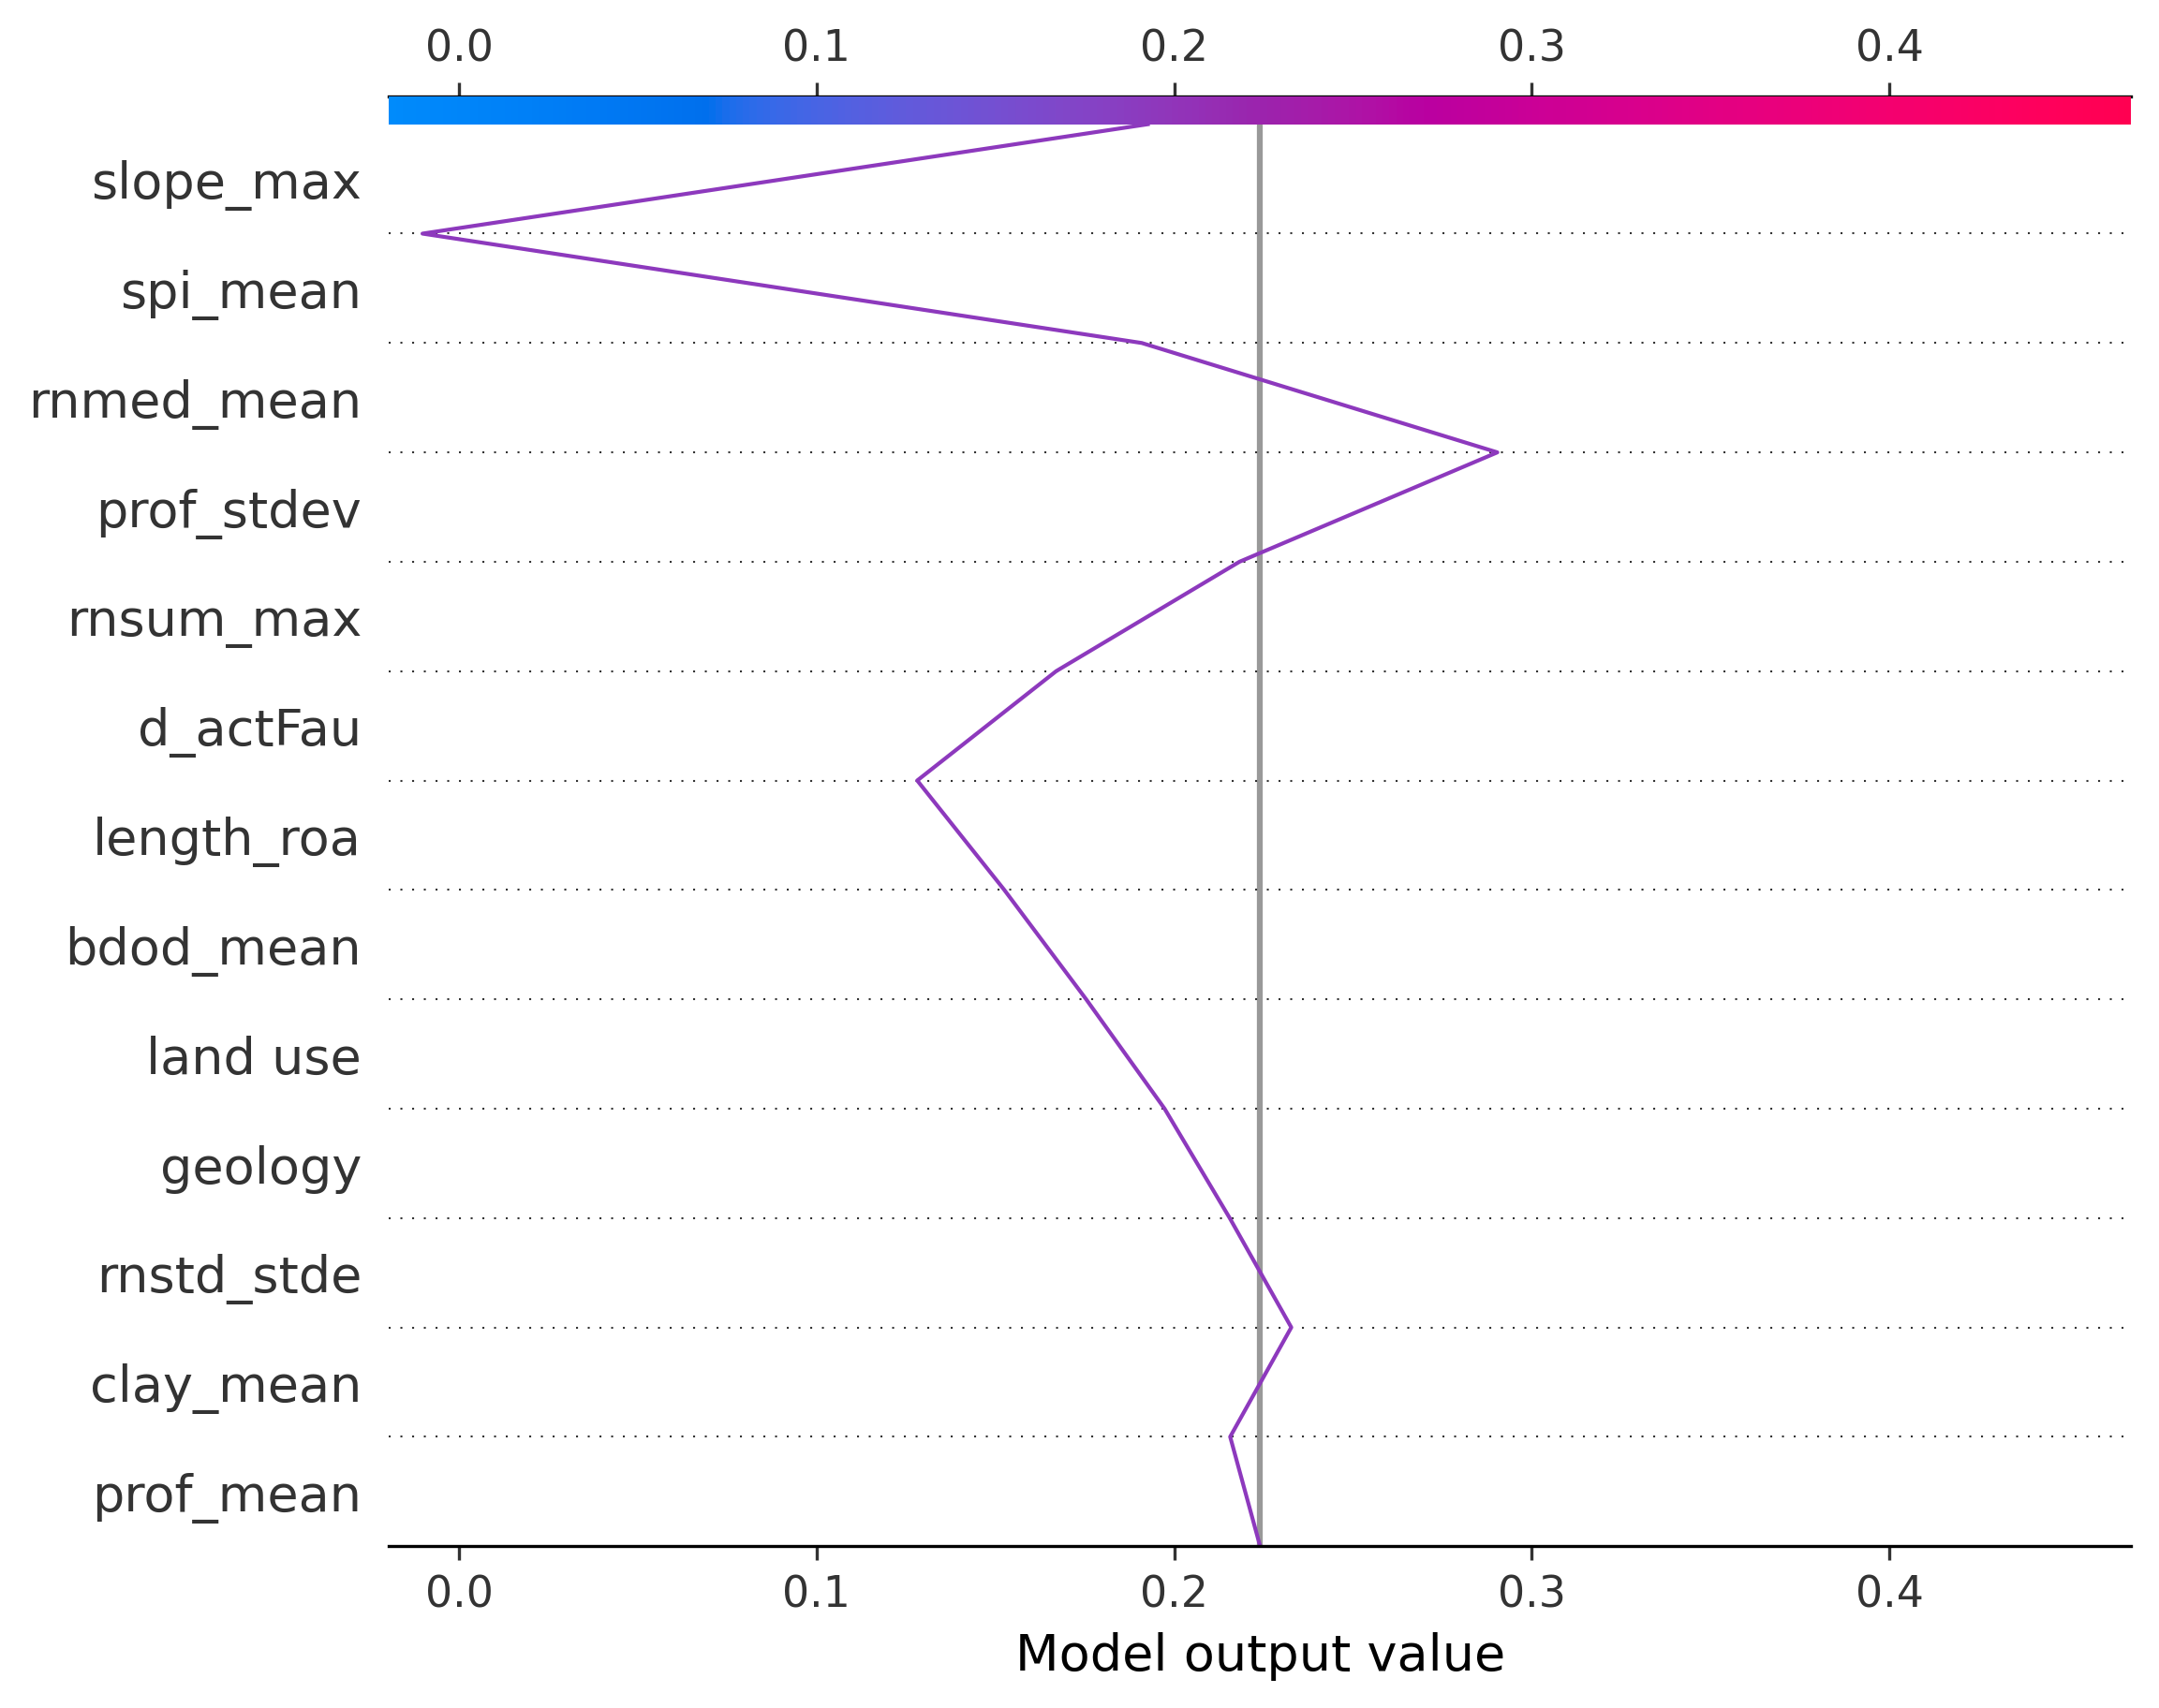 0.0 0.1 0.2 0.3 0.4
slope_max
spi_mean
rnmed_mean
prof_stdev
rnsum_max
d_actFau
length_roa
bdod_mean
land use
geology
rnstd_stde
clay_mean
prof_mean
0.0 0.1 0.2 0.3 0.4
Model output value